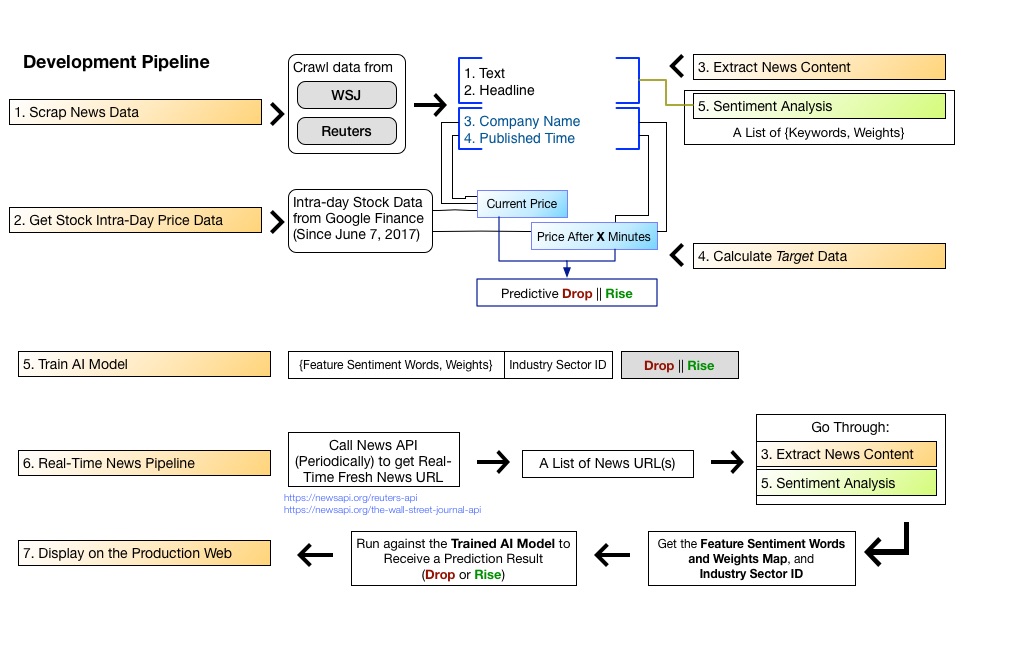 Development Pipeline
1. Scrap News Data
Crawl data from
WSJ
Reuters
1. Text
2. Headline
3. Company Name
4. Published Time
3. Extract News Content
5. Sentiment Analysis
A List of {Keywords, Weights}
2. Get Stock Intra-Day Price Data
Intra-day Stock Data
from Google Finance
(Since June 7, 2017)
Current Price
Price After X Minutes
4. Calculate Target Data
Predictive Drop || Rise
5. Train AI Model
{Feature Sentiment Words, Weights}
Industry Sector ID
Drop || Rise
6. Real-Time News Pipeline
Call News API
(Periodically) to get Real-
Time Fresh News URL
https://newsapi.org/reuters-api
https://newsapi.org/the-wall-street-journal-api
A List of News URL(s)
Go Through:
3. Extract News Content
5. Sentiment Analysis
7. Display on the Production Web
Run against the Trained AI Model to
Receive a Prediction Result
(Drop or Rise)
Get the Feature Sentiment Words
and Weights Map, and
Industry Sector ID